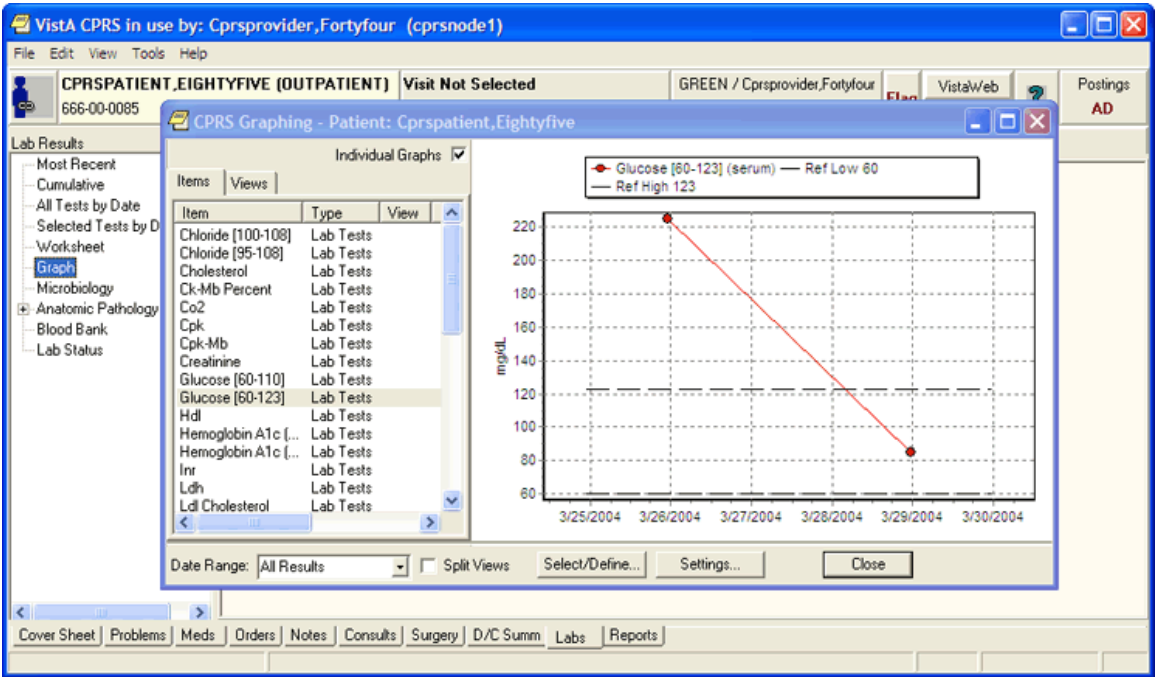 VistA CPRS in use by: Cprsprovider,Fortyfour (cprsnode1)
File Edit View Tools Help
CPRSPATIENT,EIGHTYFIVE (OUTPATIENT) Visit Not Selected GREEN / Cprsprovider,Fortyfour Flag VistaWeb Postings
666-00-0085 AD
CPRS Graphing - Patient: Cprspatient,Eightyfive
Lab Results
Most Recent
Cumulative
All Tests by Date
Selected Tests by D
Worksheet
Graph
Microbiology
Anatomic Pathology
Blood Bank
Lab Status
Individual Graphs
Items Views
Item Type View
Chloride [100-108] Lab Tests
Chloride [95-108] Lab Tests
Cholesterol Lab Tests
Ck-Mb Percent Lab Tests
Co2 Lab Tests
Cpk Lab Tests
Cpk-Mb Lab Tests
Creatinine Lab Tests
Glucose [60-110] Lab Tests
Glucose [60-123] Lab Tests
Hdl Lab Tests
Hemoglobin A1c (... Lab Tests
Hemoglobin A1c (... Lab Tests
Inr Lab Tests
Ldh Lab Tests
Ldl Cholesterol Lab Tests
Glucose [60-123] (serum) Ref Low 60
Ref High 123
mg/dL
220
200
180
160
140
120
100
80
60
3/25/2004 3/26/2004 3/27/2004 3/28/2004 3/29/2004 3/30/2004
Date Range: All Results Split Views Select/Define... Settings... Close
Cover Sheet Problems Meds Orders Notes Consults Surgery D/C Summ Labs Reports